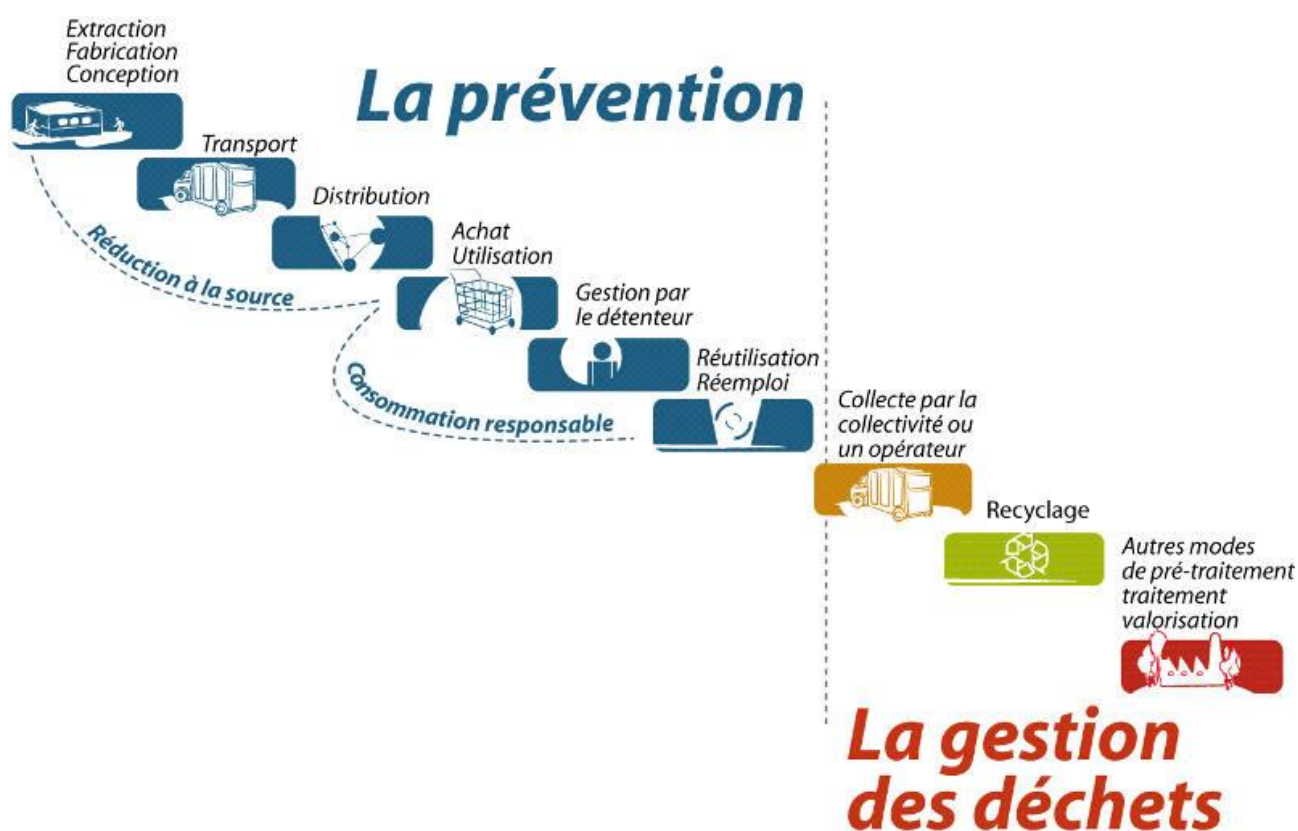 Extraction
Fabrication
Conception
La prévention
Transport
Distribution
Réduction à la source
Achat
Utilisation
Gestion par
le détenteur
Consommation responsable
Réutilisation
Réemploi
Collecte par la
collectivité ou
un opérateur
Recyclage
Autres modes
de pré-traitement
traitement
valorisation
La gestion
des déchets